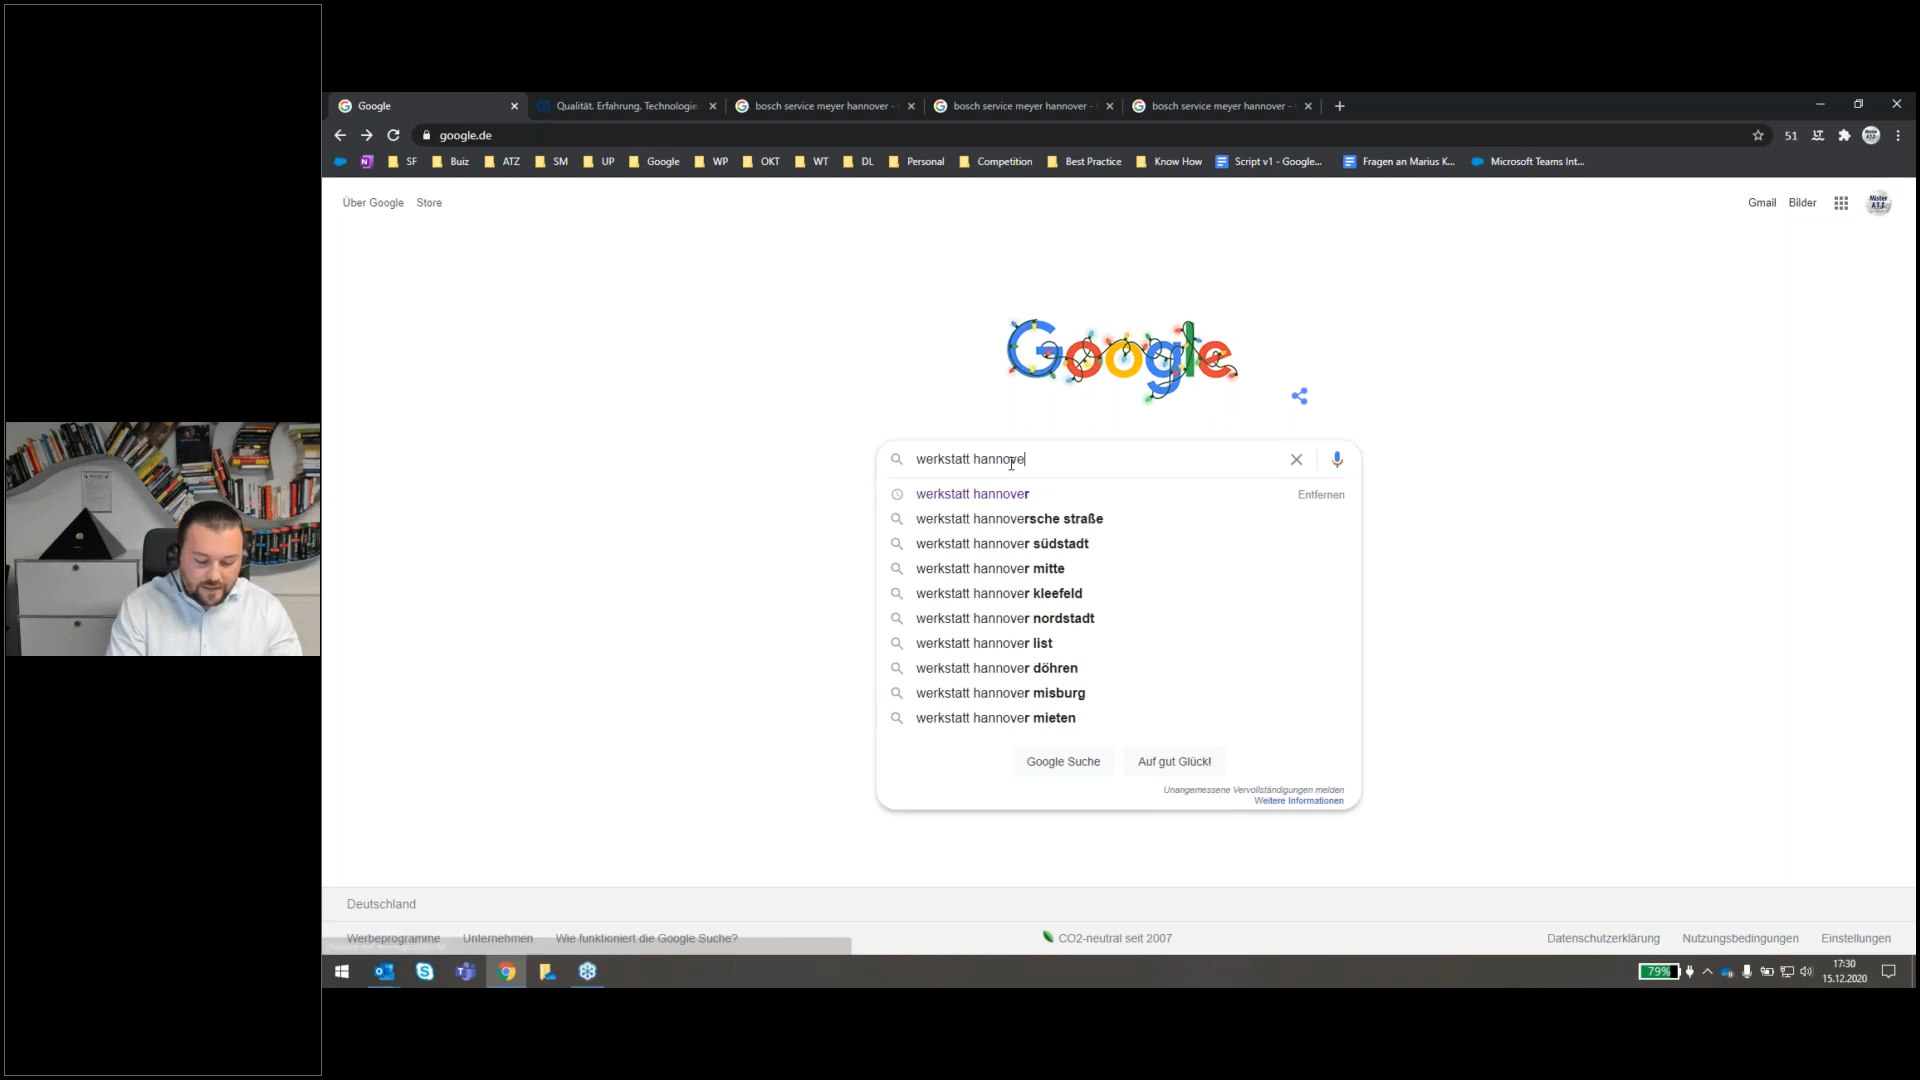 Google
Qualität. Erfahrung. Technologie.
bosch service meyer hannover -
bosch service meyer hannover -
bosch service meyer hannover -
google.de
51
SF
Buiz
ATZ
SM
UP
Google
WP
OKT
WT
DL
Personal
Competition
Best Practice
Know How
Script v1 - Google...
Fragen an Marius K...
Microsoft Teams Int...
Über Google Store
Gmail Bilder
Mister A.T.Z.
Google
werkstatt hannove
werkstatt hannover Entfernen
werkstatt hannoversche straße
werkstatt hannover südstadt
werkstatt hannover mitte
werkstatt hannover kleefeld
werkstatt hannover nordstadt
werkstatt hannover list
werkstatt hannover döhren
werkstatt hannover misburg
werkstatt hannover mieten
Google Suche Auf gut Glück!
Unangemessene Vervollständigungen melden
Weitere Informationen
Deutschland
Werbeprogramme Unternehmen Wie funktioniert die Google Suche? CO2-neutral seit 2007 Datenschutzerklärung Nutzungsbedingungen Einstellungen
79%
17:30
15.12.2020